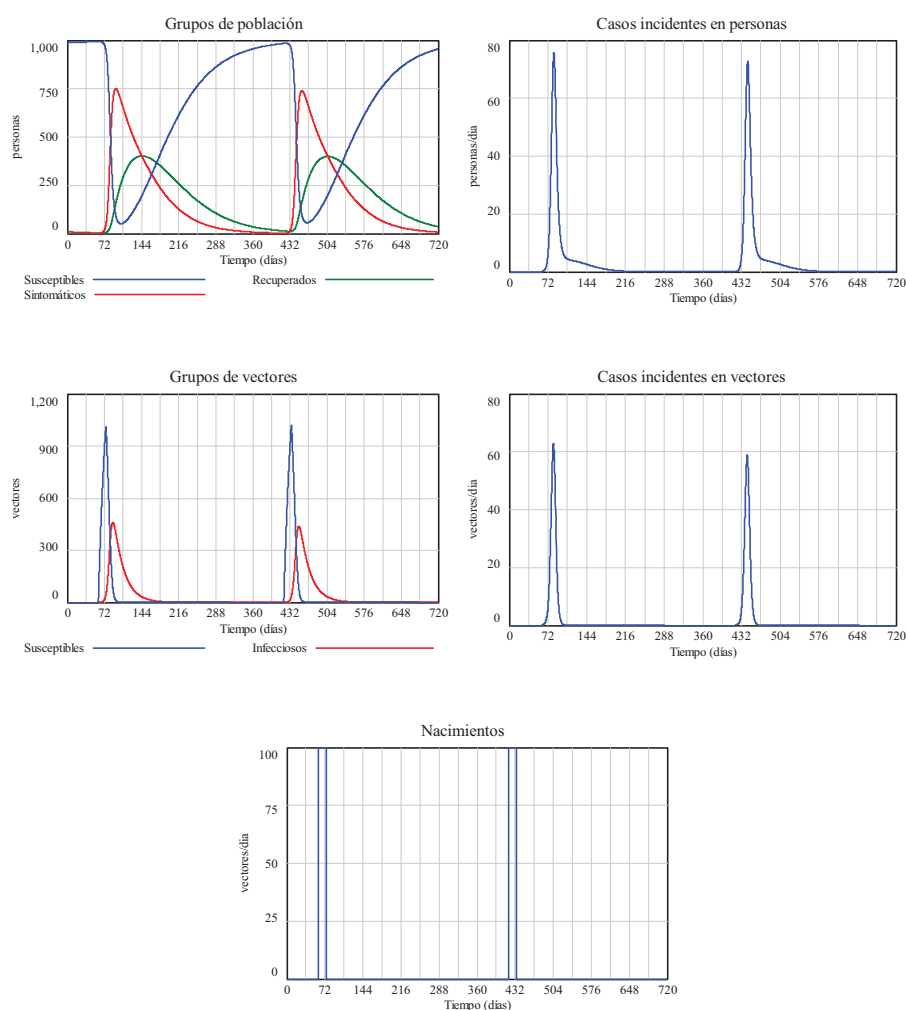 Grupos de población
1,000
750
500
250
0
personas
0 72 144 216 288 360 432 504 576 648 720
Tiempo (días)
Susceptibles
Recuperados
Sintomáticos
Casos incidentes en personas
80
60
40
20
0
personas/dia
0 72 144 216 288 360 432 504 576 648 720
Tiempo (días)
Grupos de vectores
1,200
900
600
300
0
vectores
0 72 144 216 288 360 432 504 576 648 720
Tiempo (días)
Susceptibles
Infecciosos
Casos incidentes en vectores
80
60
40
20
0
vectores/dia
0 72 144 216 288 360 432 504 576 648 720
Tiempo (días)
Nacimientos
100
75
50
25
0
vectores/dia
0 72 144 216 288 360 432 504 576 648 720
Tiempo (días)